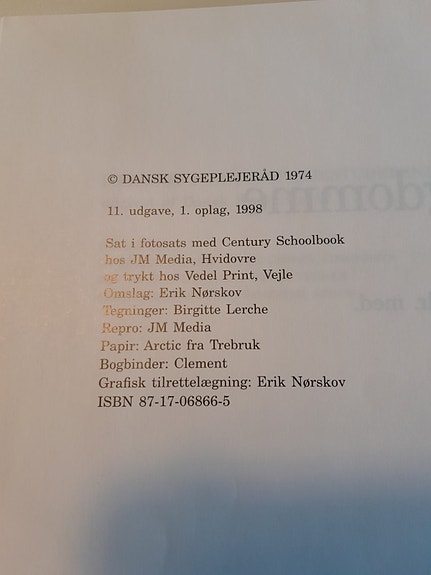 © DANSK SYGEPLEJERÅD 1974
11. udgave, 1. oplag, 1998
Sat i fotosats med Century Schoolbook
hos JM Media, Hvidovre
og trykt hos Vedel Print, Vejle
Omslag: Erik Nørskov
Tegninger: Birgitte Lerche
Repro: JM Media
Papir: Arctic fra Trebruk
Bogbinder: Clement
Grafisk tilrettelægning: Erik Nørskov
ISBN 87-17-06866-5